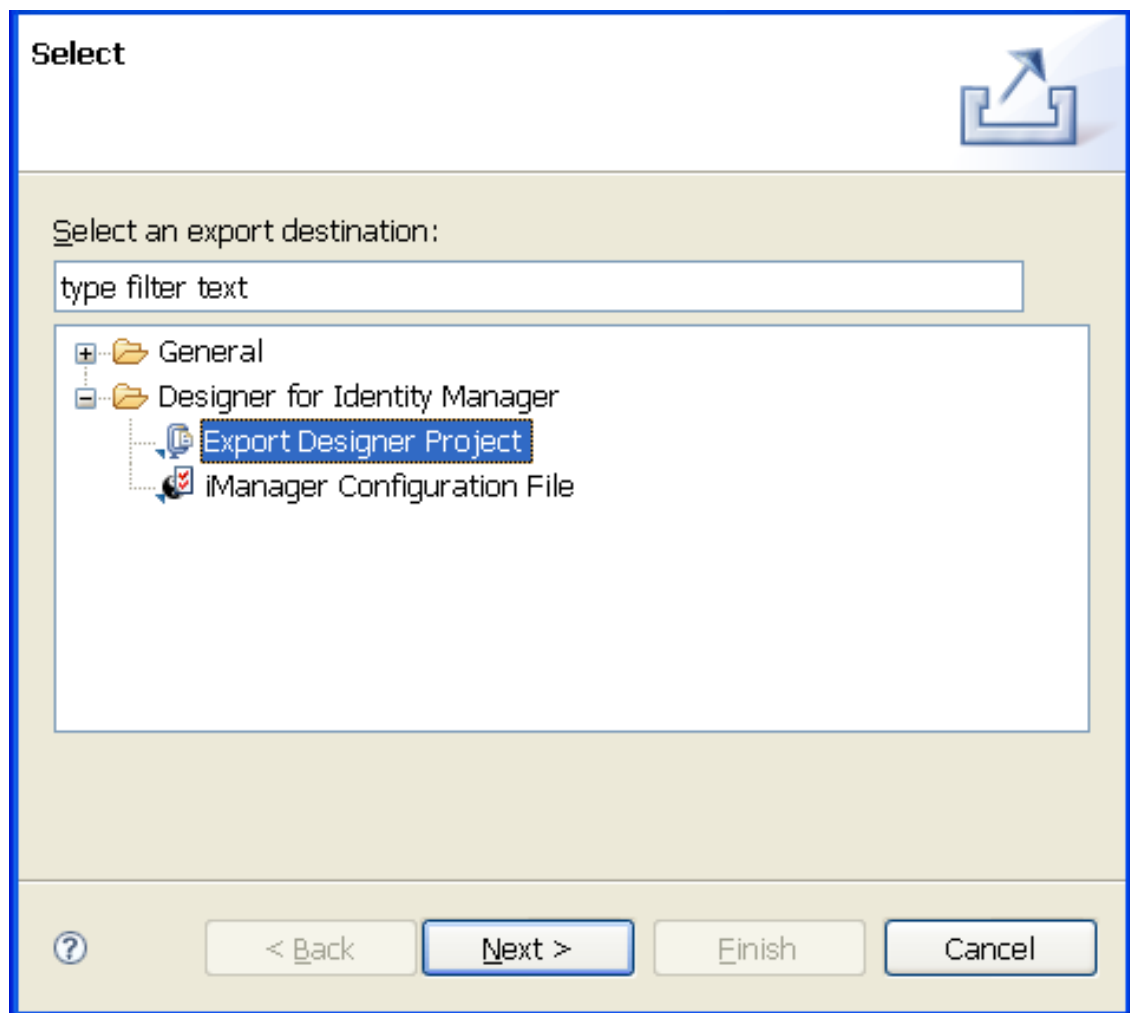 Select
Select an export destination:
type filter text
General
Designer for Identity Manager
Export Designer Project
iManager Configuration File
?
< Back
Next >
Finish
Cancel